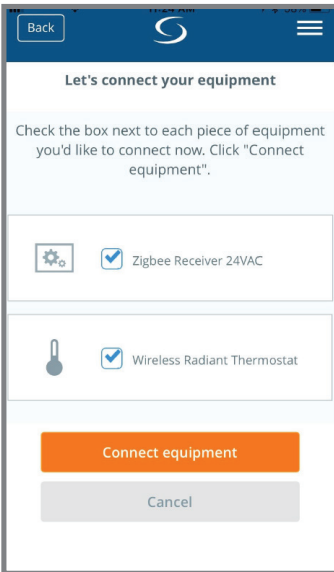 Back
Let's connect your equipment
Check the box next to each piece of equipment
you'd like to connect now. Click "Connect
equipment".
Zigbee Receiver 24VAC
Wireless Radiant Thermostat
Connect equipment
Cancel